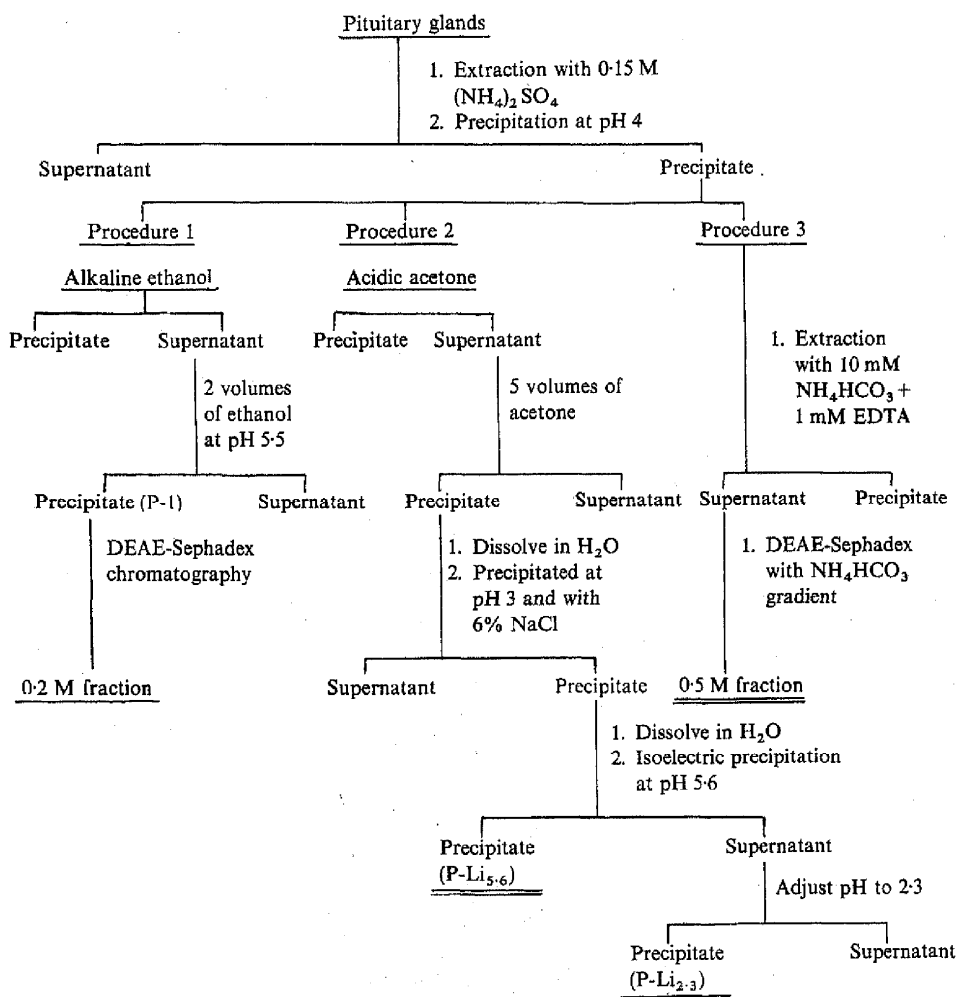 Pituitary glands
1. Extraction with 0·15 M
(NH₄)₂ SO₄
2. Precipitation at pH 4
Supernatant
Precipitate
Procedure 1
Procedure 2
Procedure 3
Alkaline ethanol
Acidic acetone
Precipitate
Supernatant
Precipitate
Supernatant
1. Extraction
with 10 mM
NH₄HCO₃ +
1 mM EDTA
2 volumes
of ethanol
at pH 5·5
5 volumes of
acetone
Precipitate (P-1)
Supernatant
Precipitate
Supernatant
Supernatant
Precipitate
DEAE-Sephadex
chromatography
1. Dissolve in H₂O
2. Precipitated at
pH 3 and with
6% NaCl
1. DEAE-Sephadex
with NH₄HCO₃
gradient
0·2 M fraction
Supernatant
Precipitate
0·5 M fraction
1. Dissolve in H₂O
2. Isoelectric precipitation
at pH 5·6
Precipitate
(P-Li₅.₆)
Supernatant
Adjust pH to 2·3
Precipitate
(P-Li₂.₃)
Supernatant